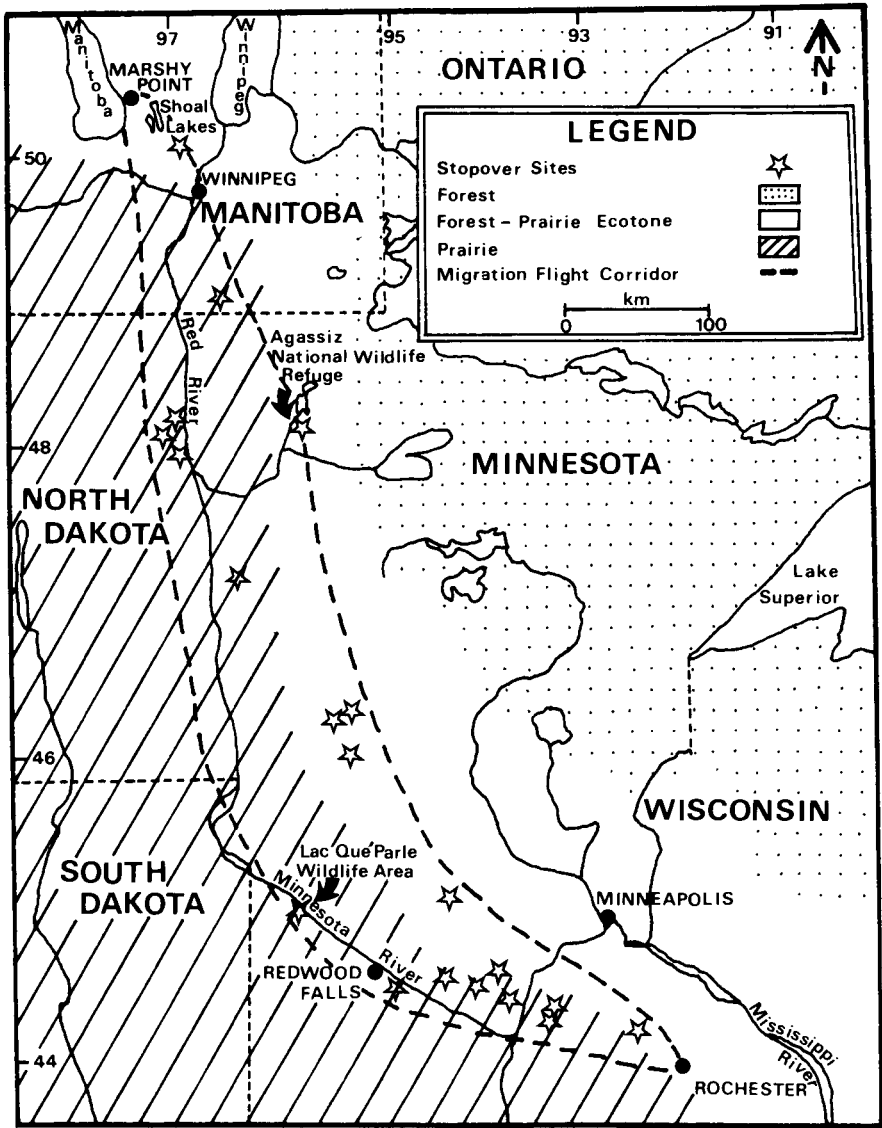 97
95
93
91
Manitoba
Winnipeg
MARSHY
POINT
Shoal
Lakes
ONTARIO
N
LEGEND
Stopover Sites
Forest
Forest-Prairie Ecotone
Prairie
Migration Flight Corridor
km
0 100
50
WINNIPEG
MANITOBA
Red River
Agassiz
National Wildlife
Refuge
48
MINNESOTA
NORTH
DAKOTA
Lake
Superior
46
WISCONSIN
SOUTH
DAKOTA
Lac Que Parle
Wildlife Area
Minnesota River
MINNEAPOLIS
REDWOOD
FALLS
Mississippi
River
44
ROCHESTER